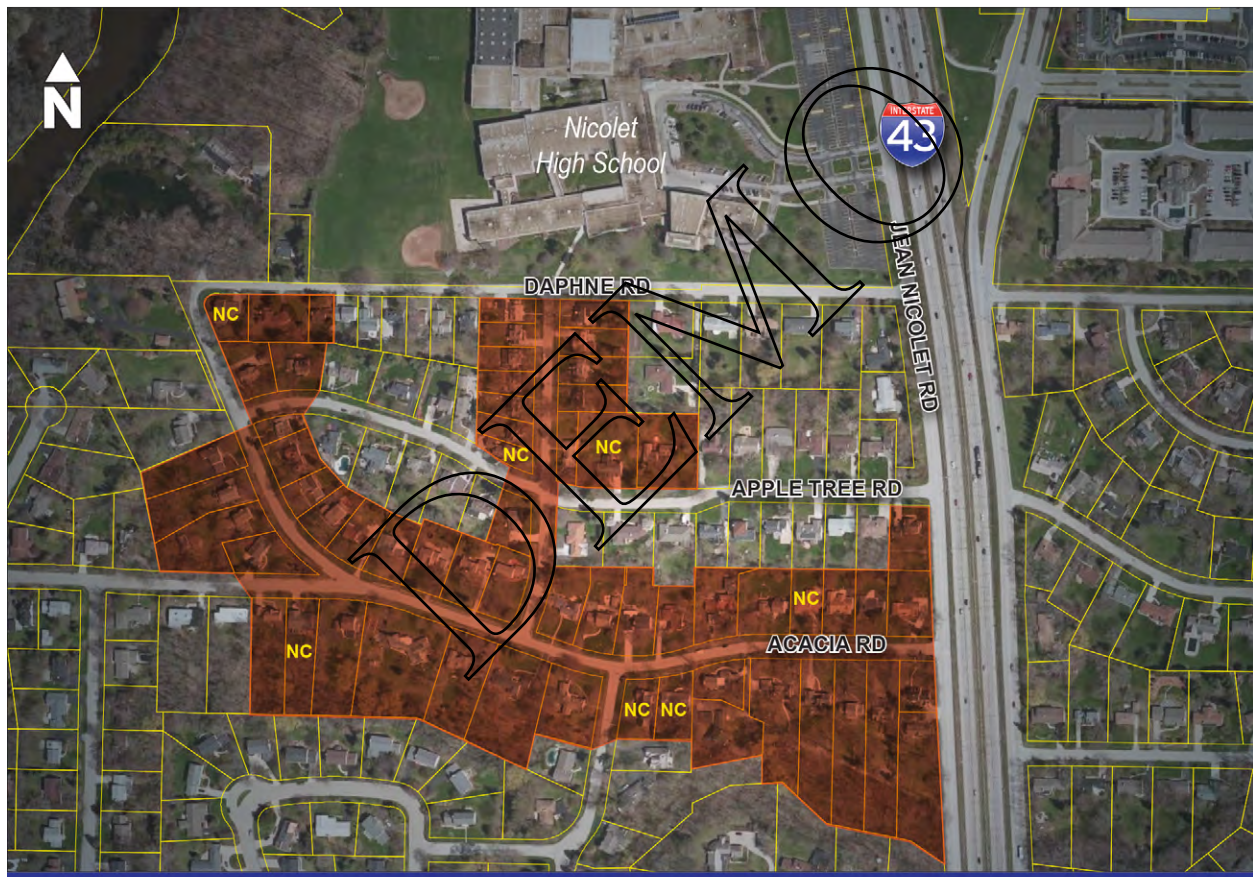 N
Nicolet
High School
INTERSTATE
43
JEAN NICOLET RD
DAPHNE RD
NC
NC
NC
APPLE TREE RD
NC
ACACIA RD
NC
NC
NC
DEMO